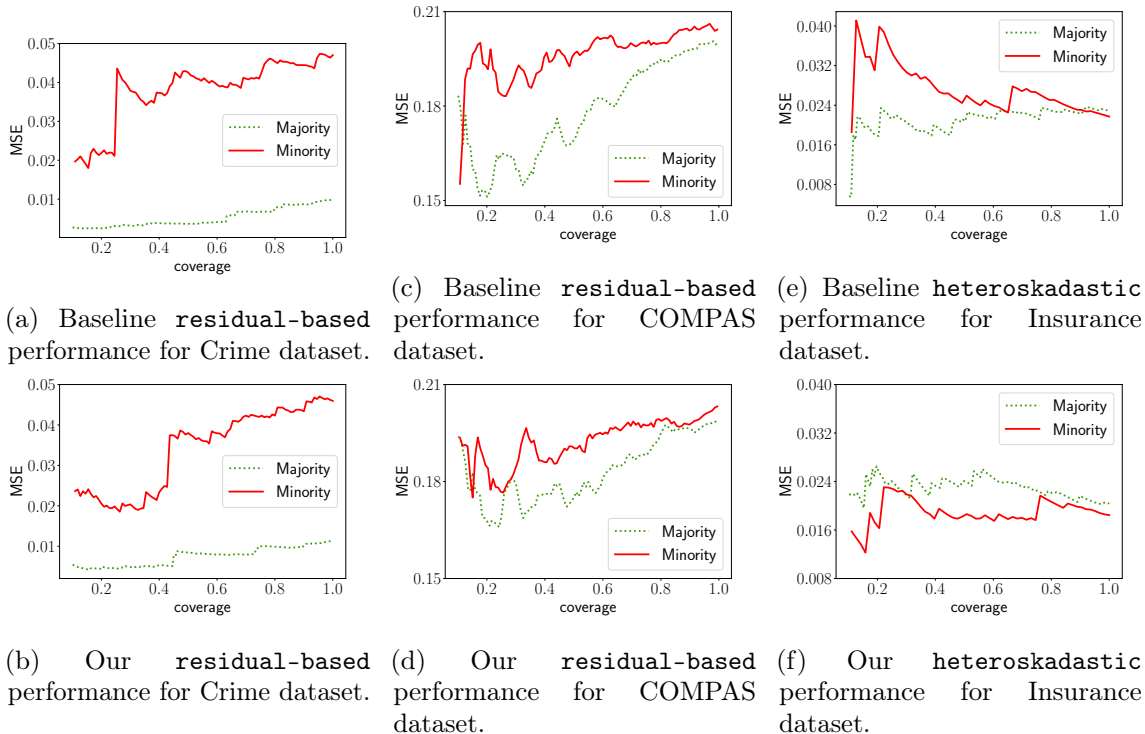 0.05
0.04
0.03
0.02
0.01
MSE
Majority
Minority
0.2 0.4 0.6 0.8 1.0
coverage
(a) Baseline residual-based
performance for Crime dataset.
0.21
0.18
0.15
MSE
Majority
Minority
0.2 0.4 0.6 0.8 1.0
coverage
(c) Baseline residual-based
performance for COMPAS
dataset.
0.040
0.032
0.024
0.016
0.008
MSE
Majority
Minority
0.2 0.4 0.6 0.8 1.0
coverage
(e) Baseline heteroskadastic
performance for Insurance
dataset.
0.05
0.04
0.03
0.02
0.01
MSE
Majority
Minority
0.2 0.4 0.6 0.8 1.0
coverage
(b) Our residual-based
performance for Crime dataset.
0.21
0.18
0.15
MSE
Majority
Minority
0.2 0.4 0.6 0.8 1.0
coverage
(d) Our residual-based
performance for COMPAS
dataset.
0.040
0.032
0.024
0.016
0.008
MSE
Majority
Minority
0.2 0.4 0.6 0.8 1.0
coverage
(f) Our heteroskadastic
performance for Insurance
dataset.